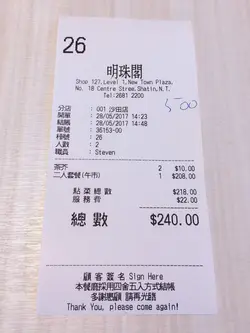 26
明珠閣
Shop 127,Level 1,New Town Plaza,
No. 18 Centre Street,Shatin,N.T.
Tel:2681 2200
500
分店 : 001 沙田店
開單 : 28/05/2017 14:23
結賬 : 28/05/2017 14:48
單號 : 36153-00
枱號 : 26
人數 : 2
職員 : Steven
茶芥 2 $10.00
二人套餐(午市) 1 $208.00
點菜總數 $218.00
服務費 $22.00
總數 $240.00
顧客簽名 Sign Here
本餐廳採用四舍五入方式結帳
多謝惠顧 請再光臨
Thank You, please come again!